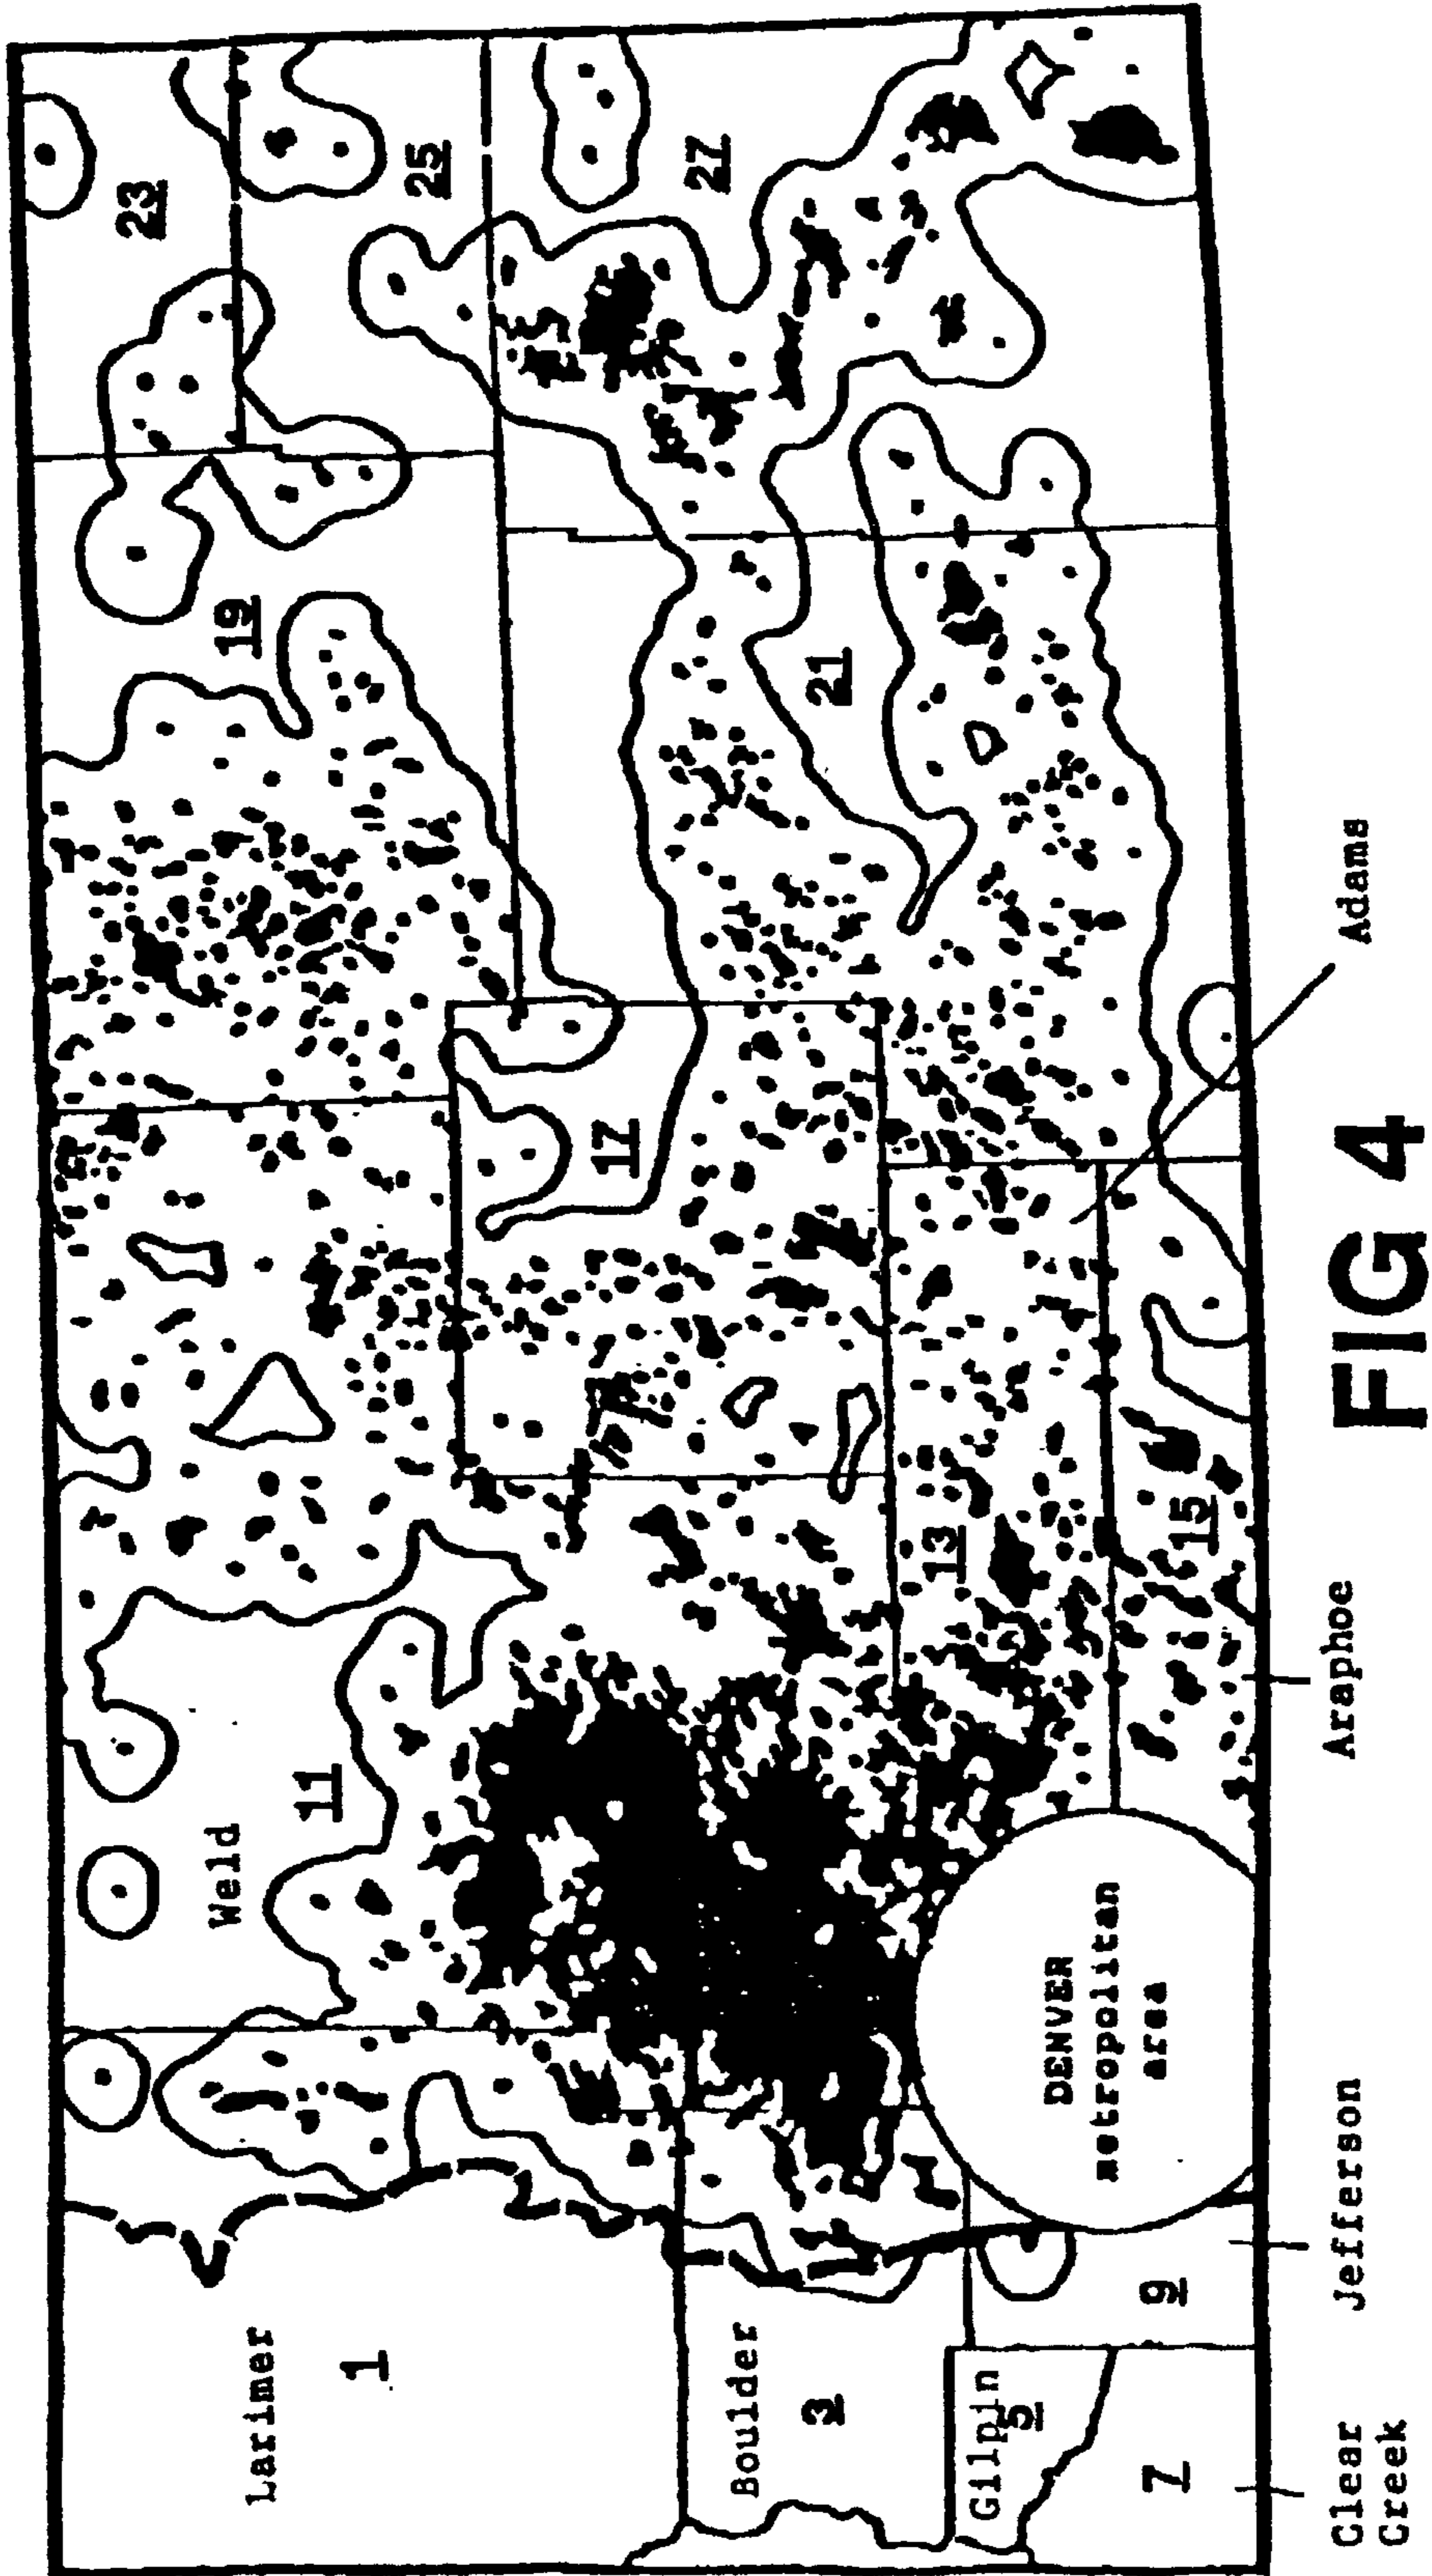 Larimer
1
Boulder
3
Gilpin
5
7
9
Weld
11
13
15
17
19
21
23
25
27
DENVER
metropolitan
area
Clear
Creek
Jefferson
Araphoe
Adams
FIG 4